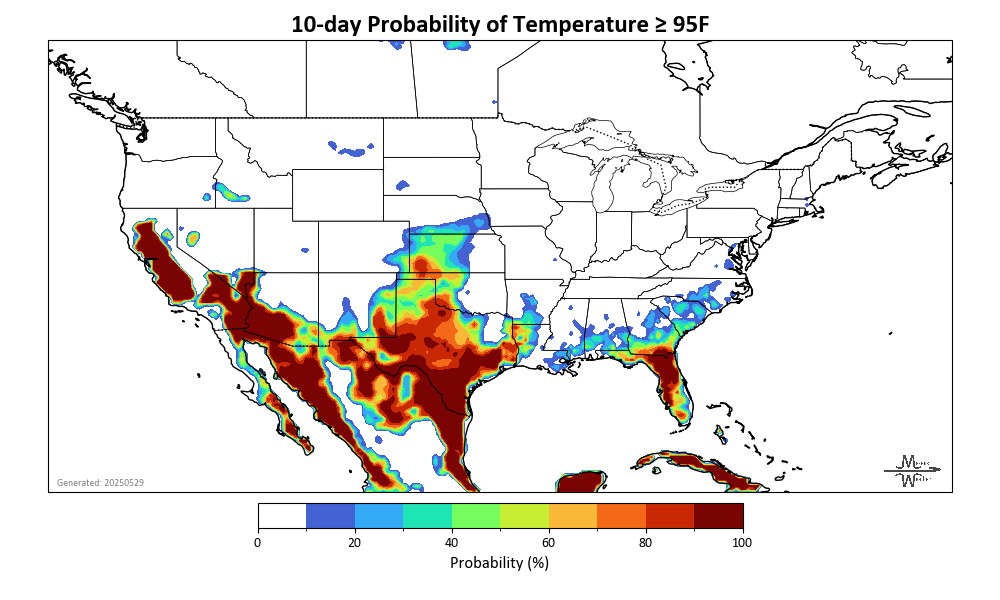 10-day Probability of Temperature ≥ 95F
Generated: 20250529
0 20 40 60 80 100
Probability (%)